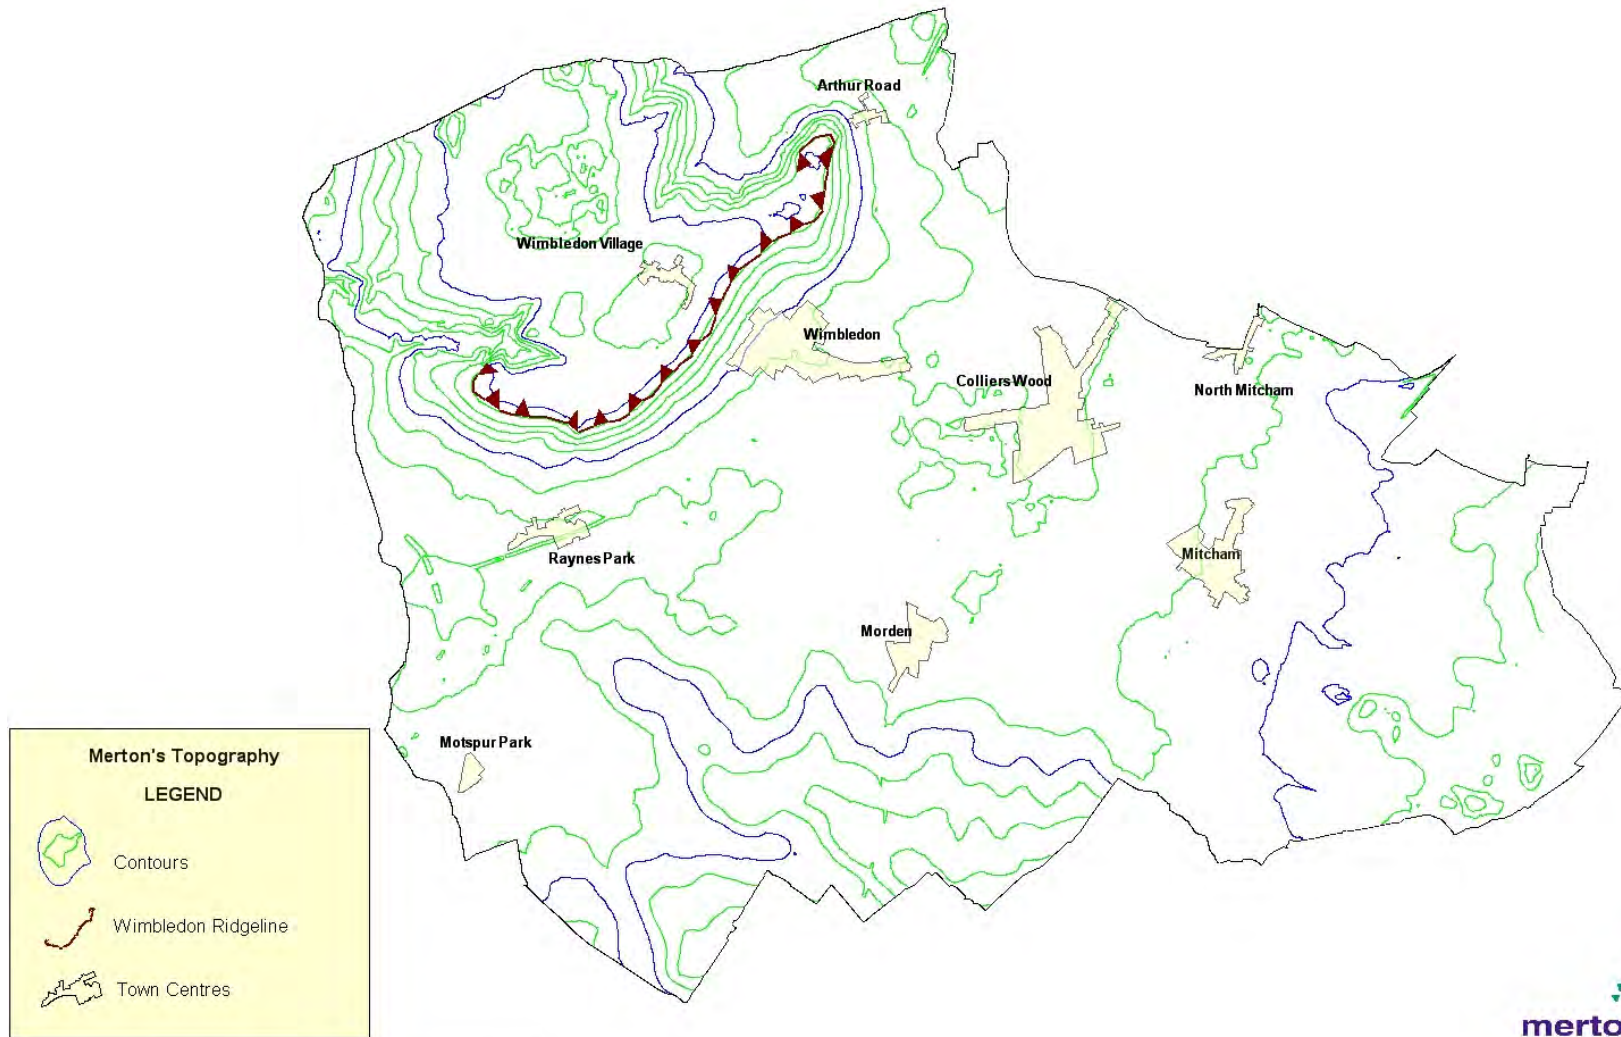 Arthur Road
Wimbledon Village
Wimbledon
Colliers Wood
North Mitcham
Raynes Park
Mitcham
Morden
Motspur Park
Merton's Topography
LEGEND
Contours
Wimbledon Ridgeline
Town Centres
merto